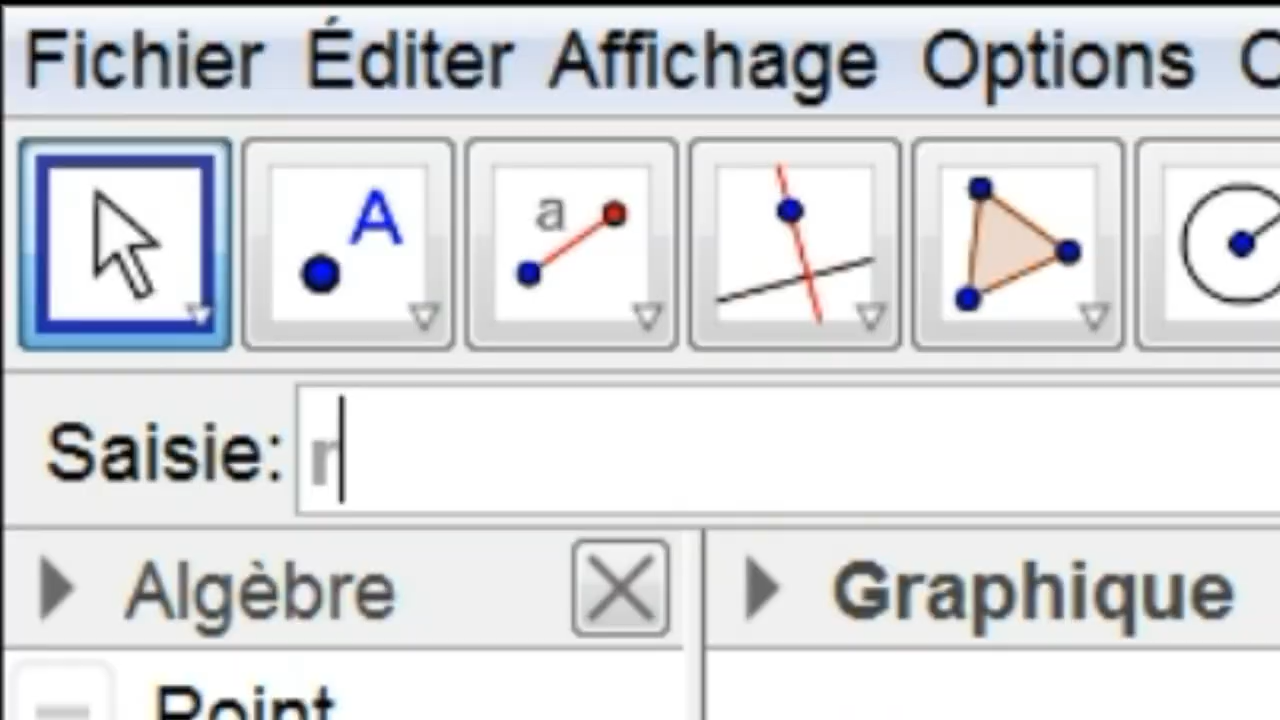 Fichier Éditer Affichage Options
A
a
Saisie: r
Algèbre Graphique
Point